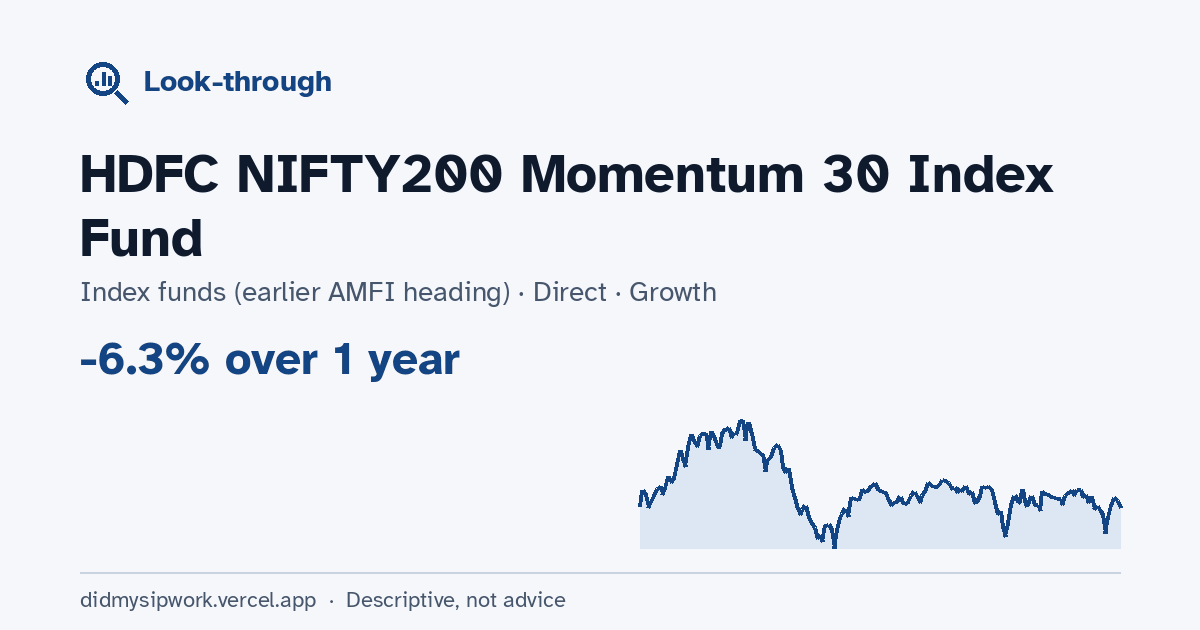 Look-through
HDFC NIFTY200 Momentum 30 Index
Fund
Index funds (earlier AMFI heading) · Direct · Growth
-6.3% over 1 year
didmysipwork.vercel.app · Descriptive, not advice